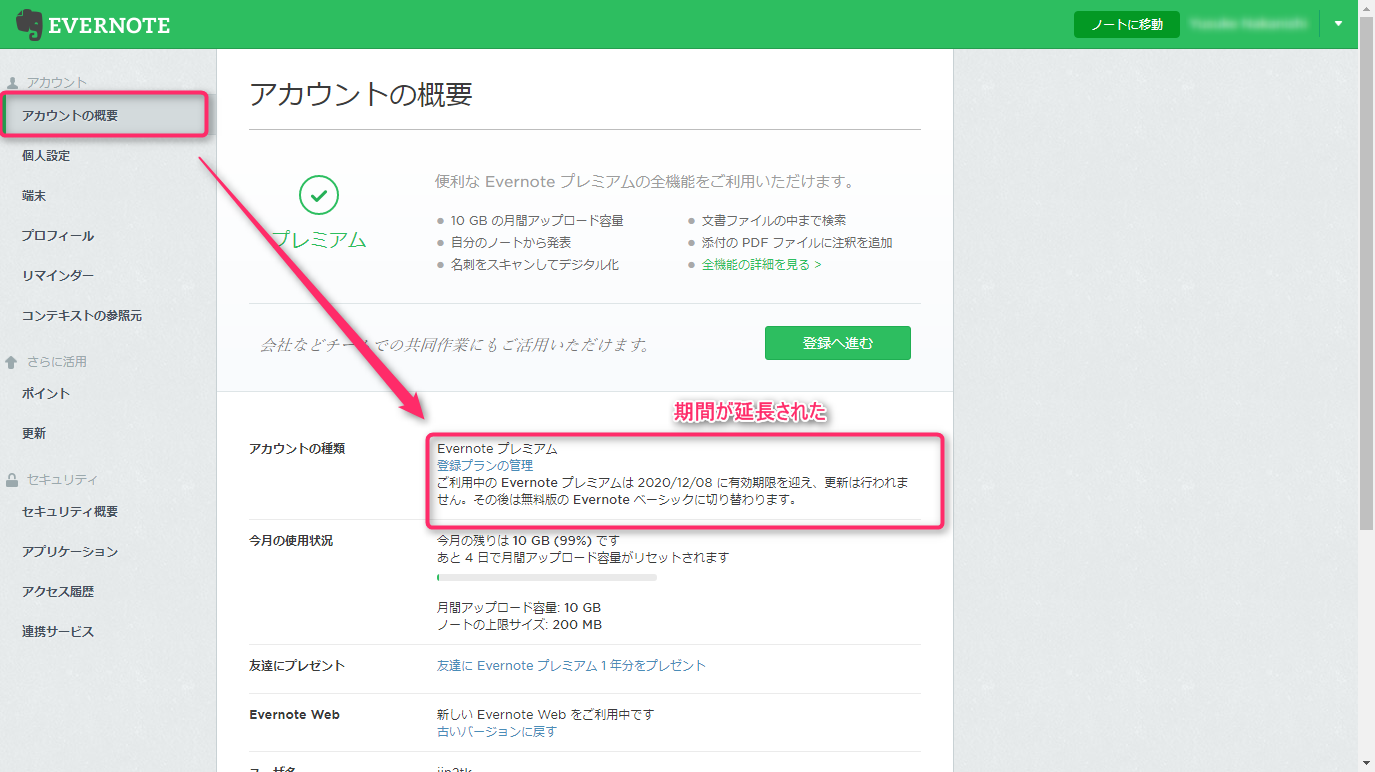 EVERNOTE
ノートに移動
アカウント
アカウントの概要
個人設定
端末
プロフィール
リマインダー
コンテキストの参照元
さらに活用
ポイント
更新
セキュリティ
セキュリティ概要
アプリケーション
アクセス履歴
連携サービス
アカウントの概要
プレミアム
便利な Evernote プレミアムの全機能をご利用いただけます。
10 GB の月間アップロード容量
自分のノートから発表
名刺をスキャンしてデジタル化
文書ファイルの中まで検索
添付の PDF ファイルに注釈を追加
全機能の詳細を見る >
会社などチームでの共同作業にもご活用いただけます。
登録へ進む
期間が延長された
アカウントの種類
Evernote プレミアム
登録プランの管理
ご利用中の Evernote プレミアムは 2020/12/08 に有効期限を迎え、更新は行われま
せん。その後は無料版の Evernote ベーシックに切り替わります。
今月の使用状況
今月の残りは 10 GB (99%) です
あと 4 日で月間アップロード容量がリセットされます
月間アップロード容量: 10 GB
ノートの上限サイズ: 200 MB
友達にプレゼント
友達に Evernote プレミアム 1 年分をプレゼント
Evernote Web
新しい Evernote Web をご利用中です
古いバージョンに戻す
ユーザ名